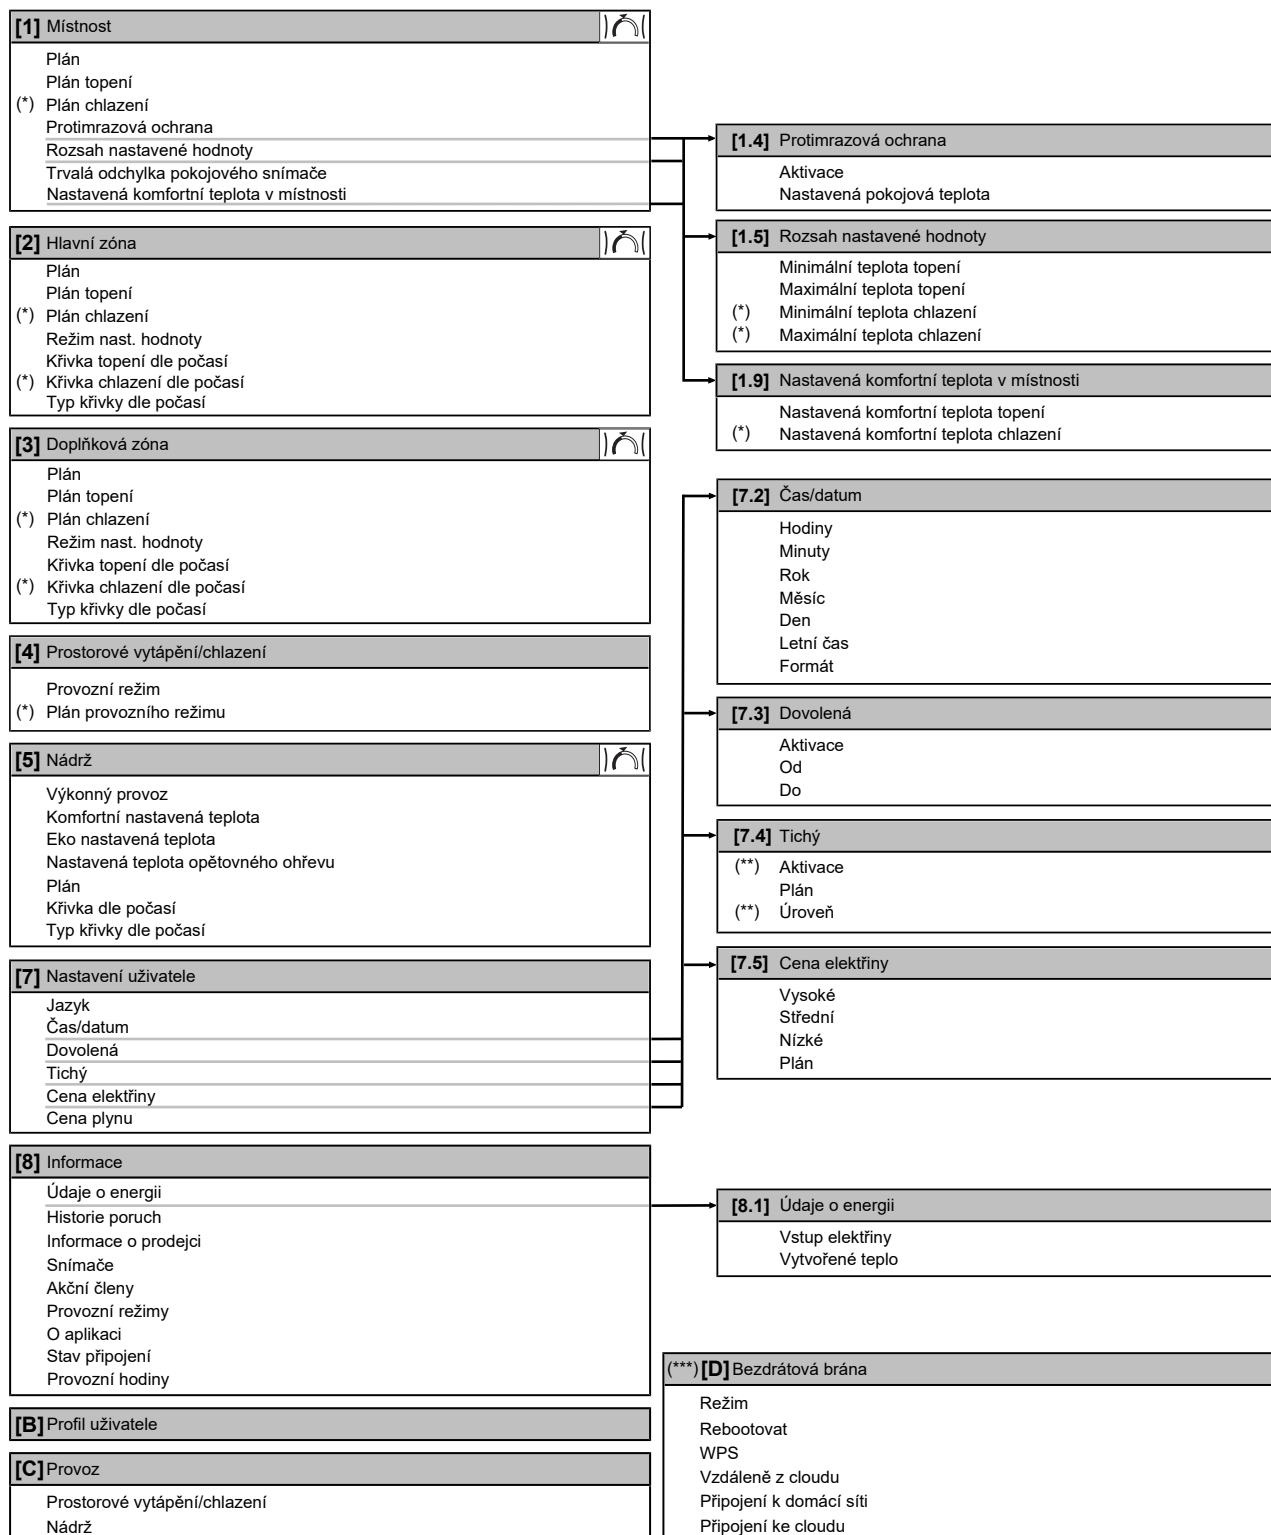 [1] Místnost
Plán
Plán topení
(*) Plán chlazení
Protimrazová ochrana
Rozsah nastavené hodnoty
Trvalá odchylka pokojového snímače
Nastavená komfortní teplota v místnosti
[2] Hlavní zóna
Plán
Plán topení
(*) Plán chlazení
Režim nast. hodnoty
Křivka topení dle počasí
(*) Křivka chlazení dle počasí
Typ křivky dle počasí
[3] Doplňková zóna
Plán
Plán topení
(*) Plán chlazení
Režim nast. hodnoty
Křivka topení dle počasí
(*) Křivka chlazení dle počasí
Typ křivky dle počasí
[4] Prostorové vytápění/chlazení
Provozní režim
(*) Plán provozního režimu
[5] Nádrž
Výkonný provoz
Komfortní nastavená teplota
Eko nastavená teplota
Nastavená teplota opětovného ohřevu
Plán
Křivka dle počasí
Typ křivky dle počasí
[7] Nastavení uživatele
Jazyk
Čas/datum
Dovolená
Tichý
Cena elektřiny
Cena plynu
[8] Informace
Údaje o energii
Historie poruch
Informace o prodejci
Snímače
Akční členy
Provozní režimy
O aplikaci
Stav připojení
Provozní hodiny
[B] Profil uživatele
[C] Provoz
Prostorové vytápění/chlazení
Nádrž
[1.4] Protimrazová ochrana
Aktivace
Nastavená pokojová teplota
[1.5] Rozsah nastavené hodnoty
Minimální teplota topení
Maximální teplota topení
(*) Minimální teplota chlazení
(*) Maximální teplota chlazení
[1.9] Nastavená komfortní teplota v místnosti
Nastavená komfortní teplota topení
(*) Nastavená komfortní teplota chlazení
[7.2] Čas/datum
Hodiny
Minuty
Rok
Měsíc
Den
Letní čas
Formát
[7.3] Dovolená
Aktivace
Od
Do
[7.4] Tichý
(**) Aktivace
Plán
(**) Úroveň
[7.5] Cena elektřiny
Vysoké
Střední
Nízké
Plán
[8.1] Údaje o energii
Vstup elektřiny
Vytvořené teplo
(***) [D] Bezdrátová brána
Režim
Rebootovat
WPS
Vzdáleně z cloudu
Připojení k domácí síti
Připojení ke cloudu